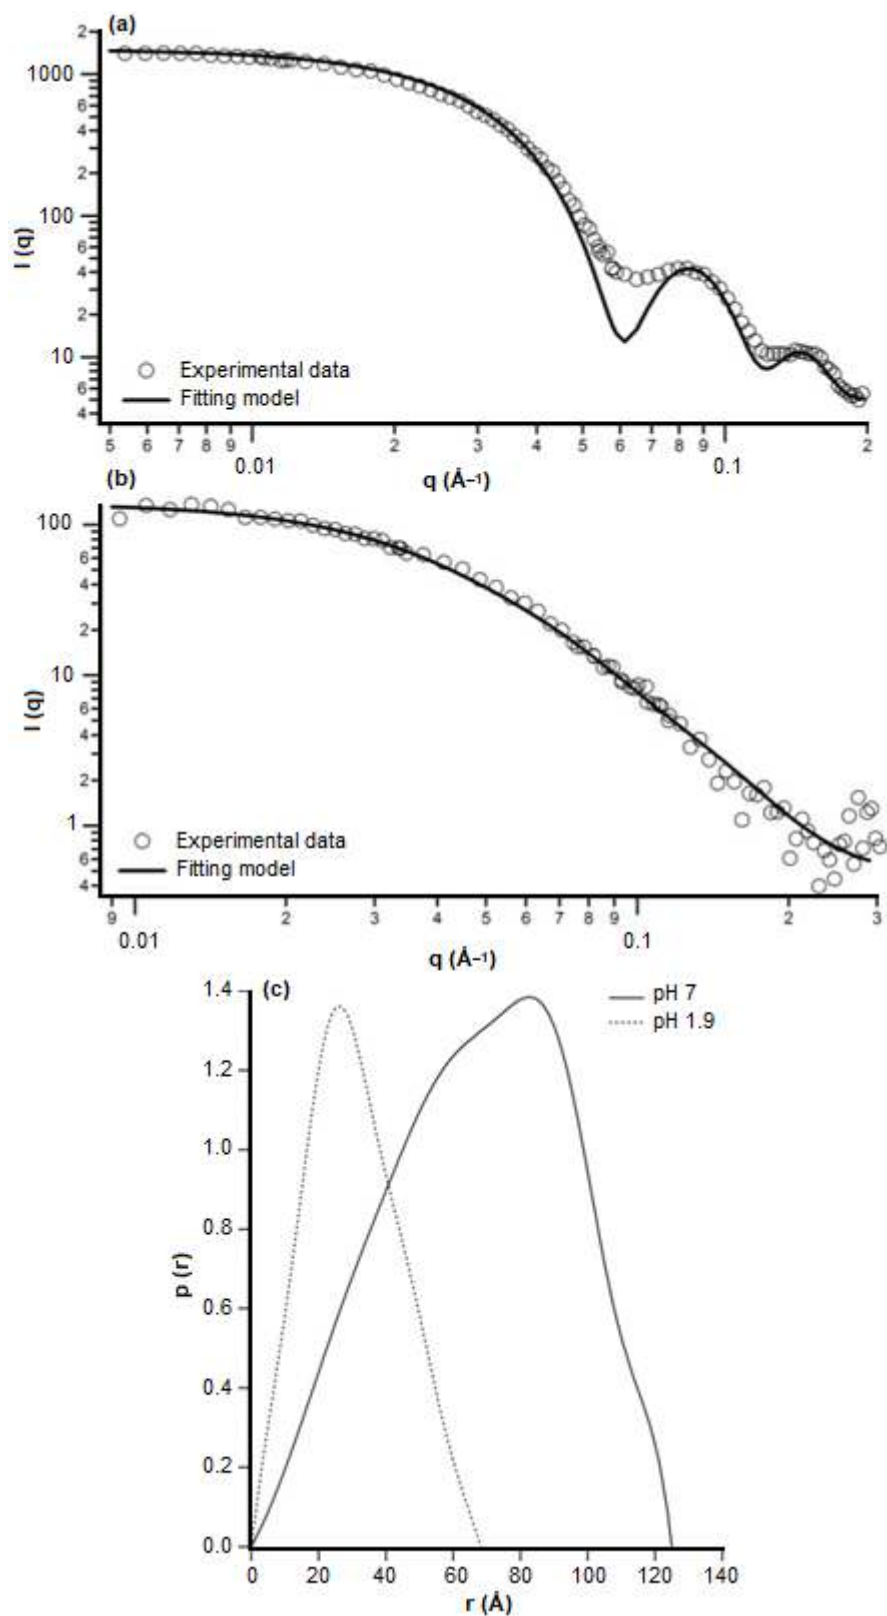 (a)
2
1000
6
4
2
100
6
4
2
10
6
4
I (q)
Experimental data
Fitting model
5 6 7 8 9 2 3 4 5 6 7 8 9 2
0.01 0.1
q (Å⁻¹)
(b)
100
6
4
2
10
6
4
2
1
6
4
I (q)
Experimental data
Fitting model
9 2 3 4 5 6 7 8 9 2 3
0.01 0.1
q (Å⁻¹)
(c)
pH 7
pH 1.9
1.4
1.2
1.0
0.8
0.6
0.4
0.2
0.0
p (r)
0 20 40 60 80 100 120 140
r (Å)